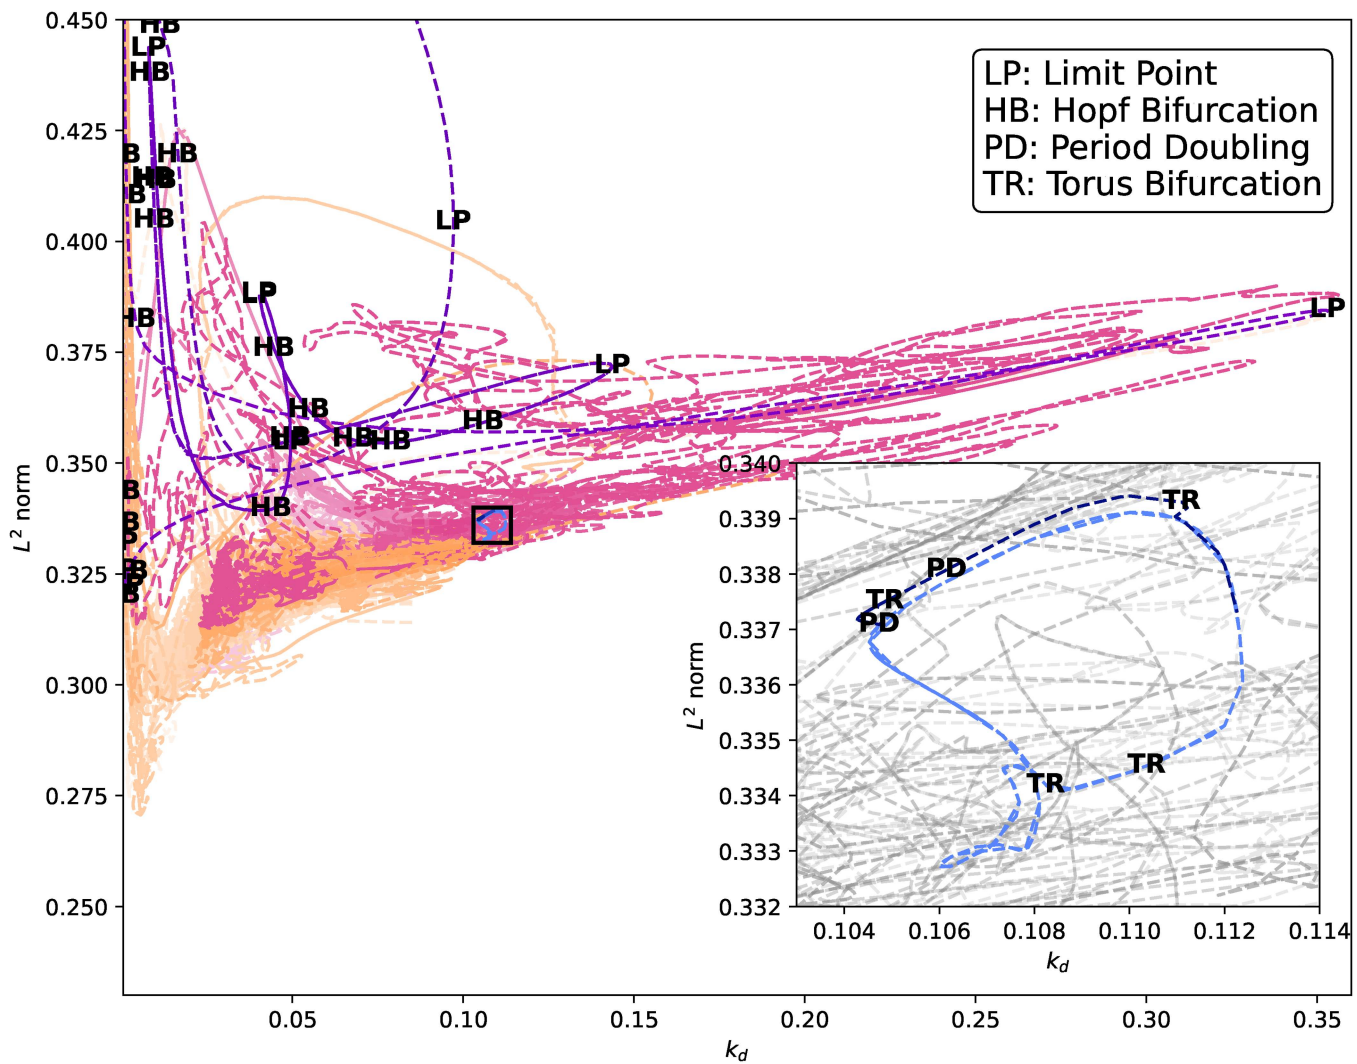 0.450
HB
LP
HB
LP: Limit Point
HB: Hopf Bifurcation
PD: Period Doubling
TR: Torus Bifurcation
0.425
B
HB
B
HB
0.400
LP
LP
HB
HB
0.375
LP
LP
HB
HB
HB
HB
0.350
B
HB
B
0.325
B
0.300
0.275
0.250
L² norm
0.05
0.10
0.15
0.20
0.25
0.30
0.35
k_d
0.340
0.339
0.338
0.337
0.336
0.335
0.334
0.333
0.332
L² norm
TR
PD
TR
PD
TR
TR
0.104
0.106
0.108
0.110
0.112
0.114
k_d